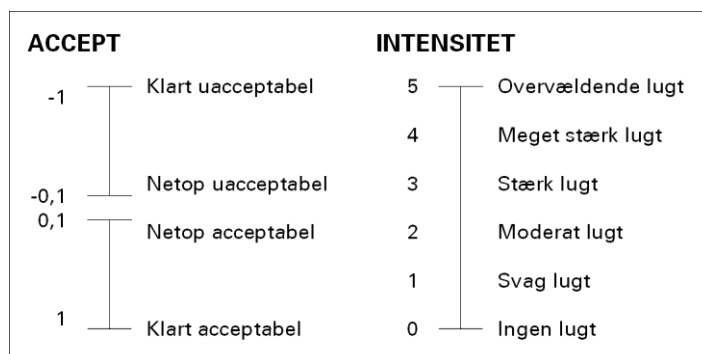 ACCEPT
-1 Klart uacceptabel
-0,1 Netop uacceptabel
0,1 Netop acceptabel
1 Klart acceptabel
INTENSITET
5 Overvældende lugt
4 Meget stærk lugt
3 Stærk lugt
2 Moderat lugt
1 Svag lugt
0 Ingen lugt